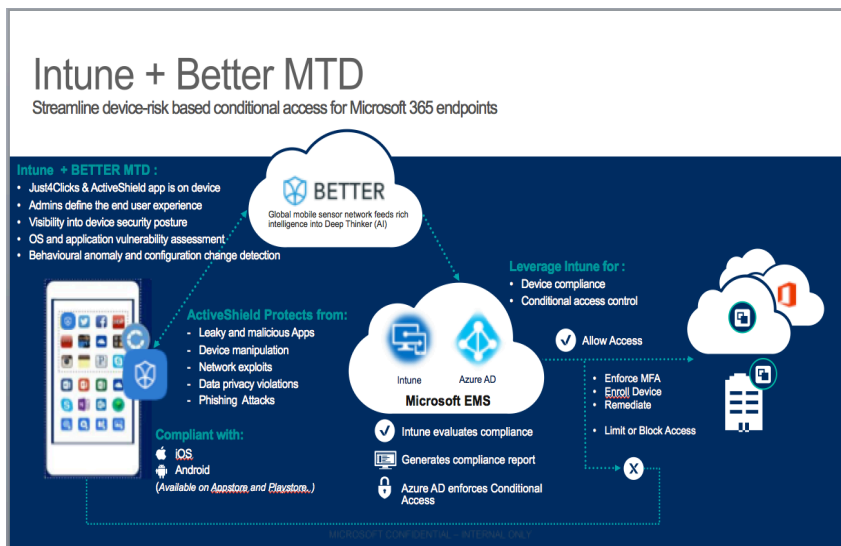 Intune + Better MTD
Streamline device-risk based conditional access for Microsoft 365 endpoints
Intune + BETTER MTD :
• Just4Clicks & ActiveShield app is on device
• Admins define the end user experience
• Visibility into device security posture
• OS and application vulnerability assessment
• Behavioural anomaly and configuration change detection
BETTER
Global mobile sensor network feeds rich
intelligence into Deep Thinker (AI)
Leverage Intune for :
• Device compliance
• Conditional access control
ActiveShield Protects from:
- Leaky and malicious Apps
- Device manipulation
- Network exploits
- Data privacy violations
- Phishing Attacks
Intune
Azure AD
Microsoft EMS
Allow Access
• Enforce MFA
• Enroll Device
• Remediate
• Limit or Block Access
X
Compliant with:
iOS
Android
(Available on Appstore and Playstore. )
Intune evaluates compliance
Generates compliance report
Azure AD enforces Conditional
Access
MICROSOFT CONFIDENTIAL – INTERNAL ONLY